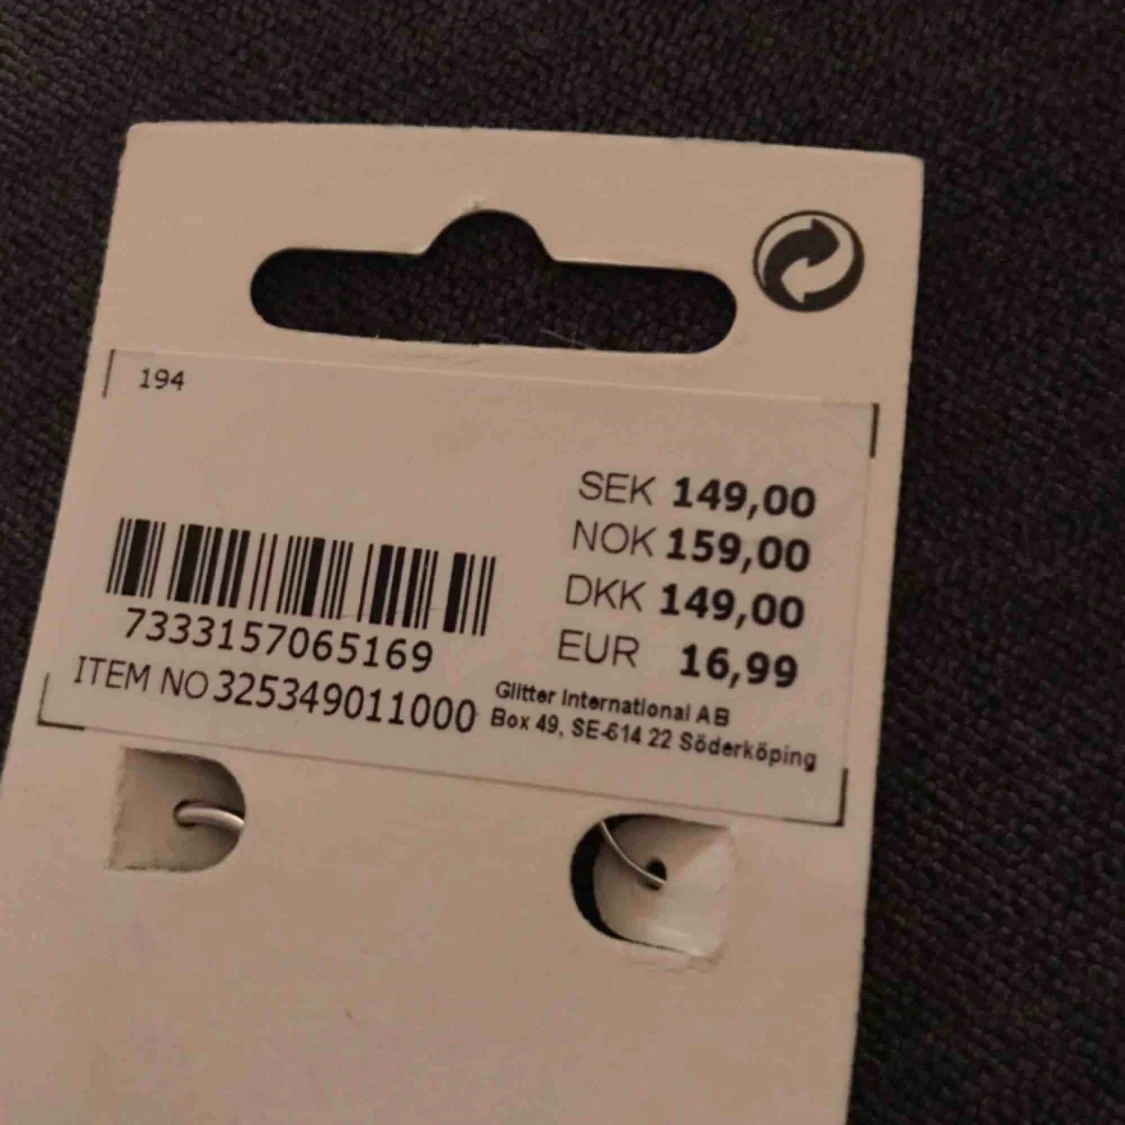 194
SEK 149,00
NOK 159,00
DKK 149,00
EUR 16,99
7333157065169
ITEM NO 325349011000
Glitter International AB
Box 49, SE-614 22 Söderköping